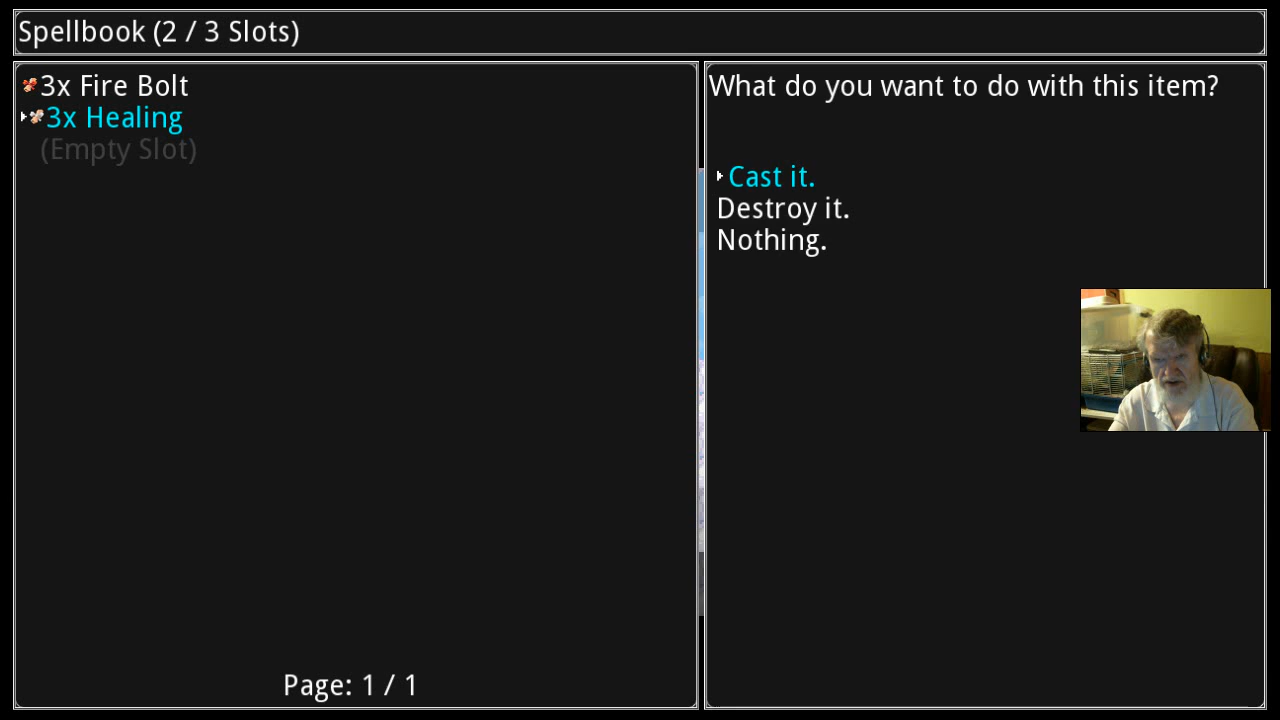 Spellbook (2 / 3 Slots)
3x Fire Bolt
3x Healing
(Empty Slot)
Page: 1 / 1
What do you want to do with this item?
Cast it.
Destroy it.
Nothing.